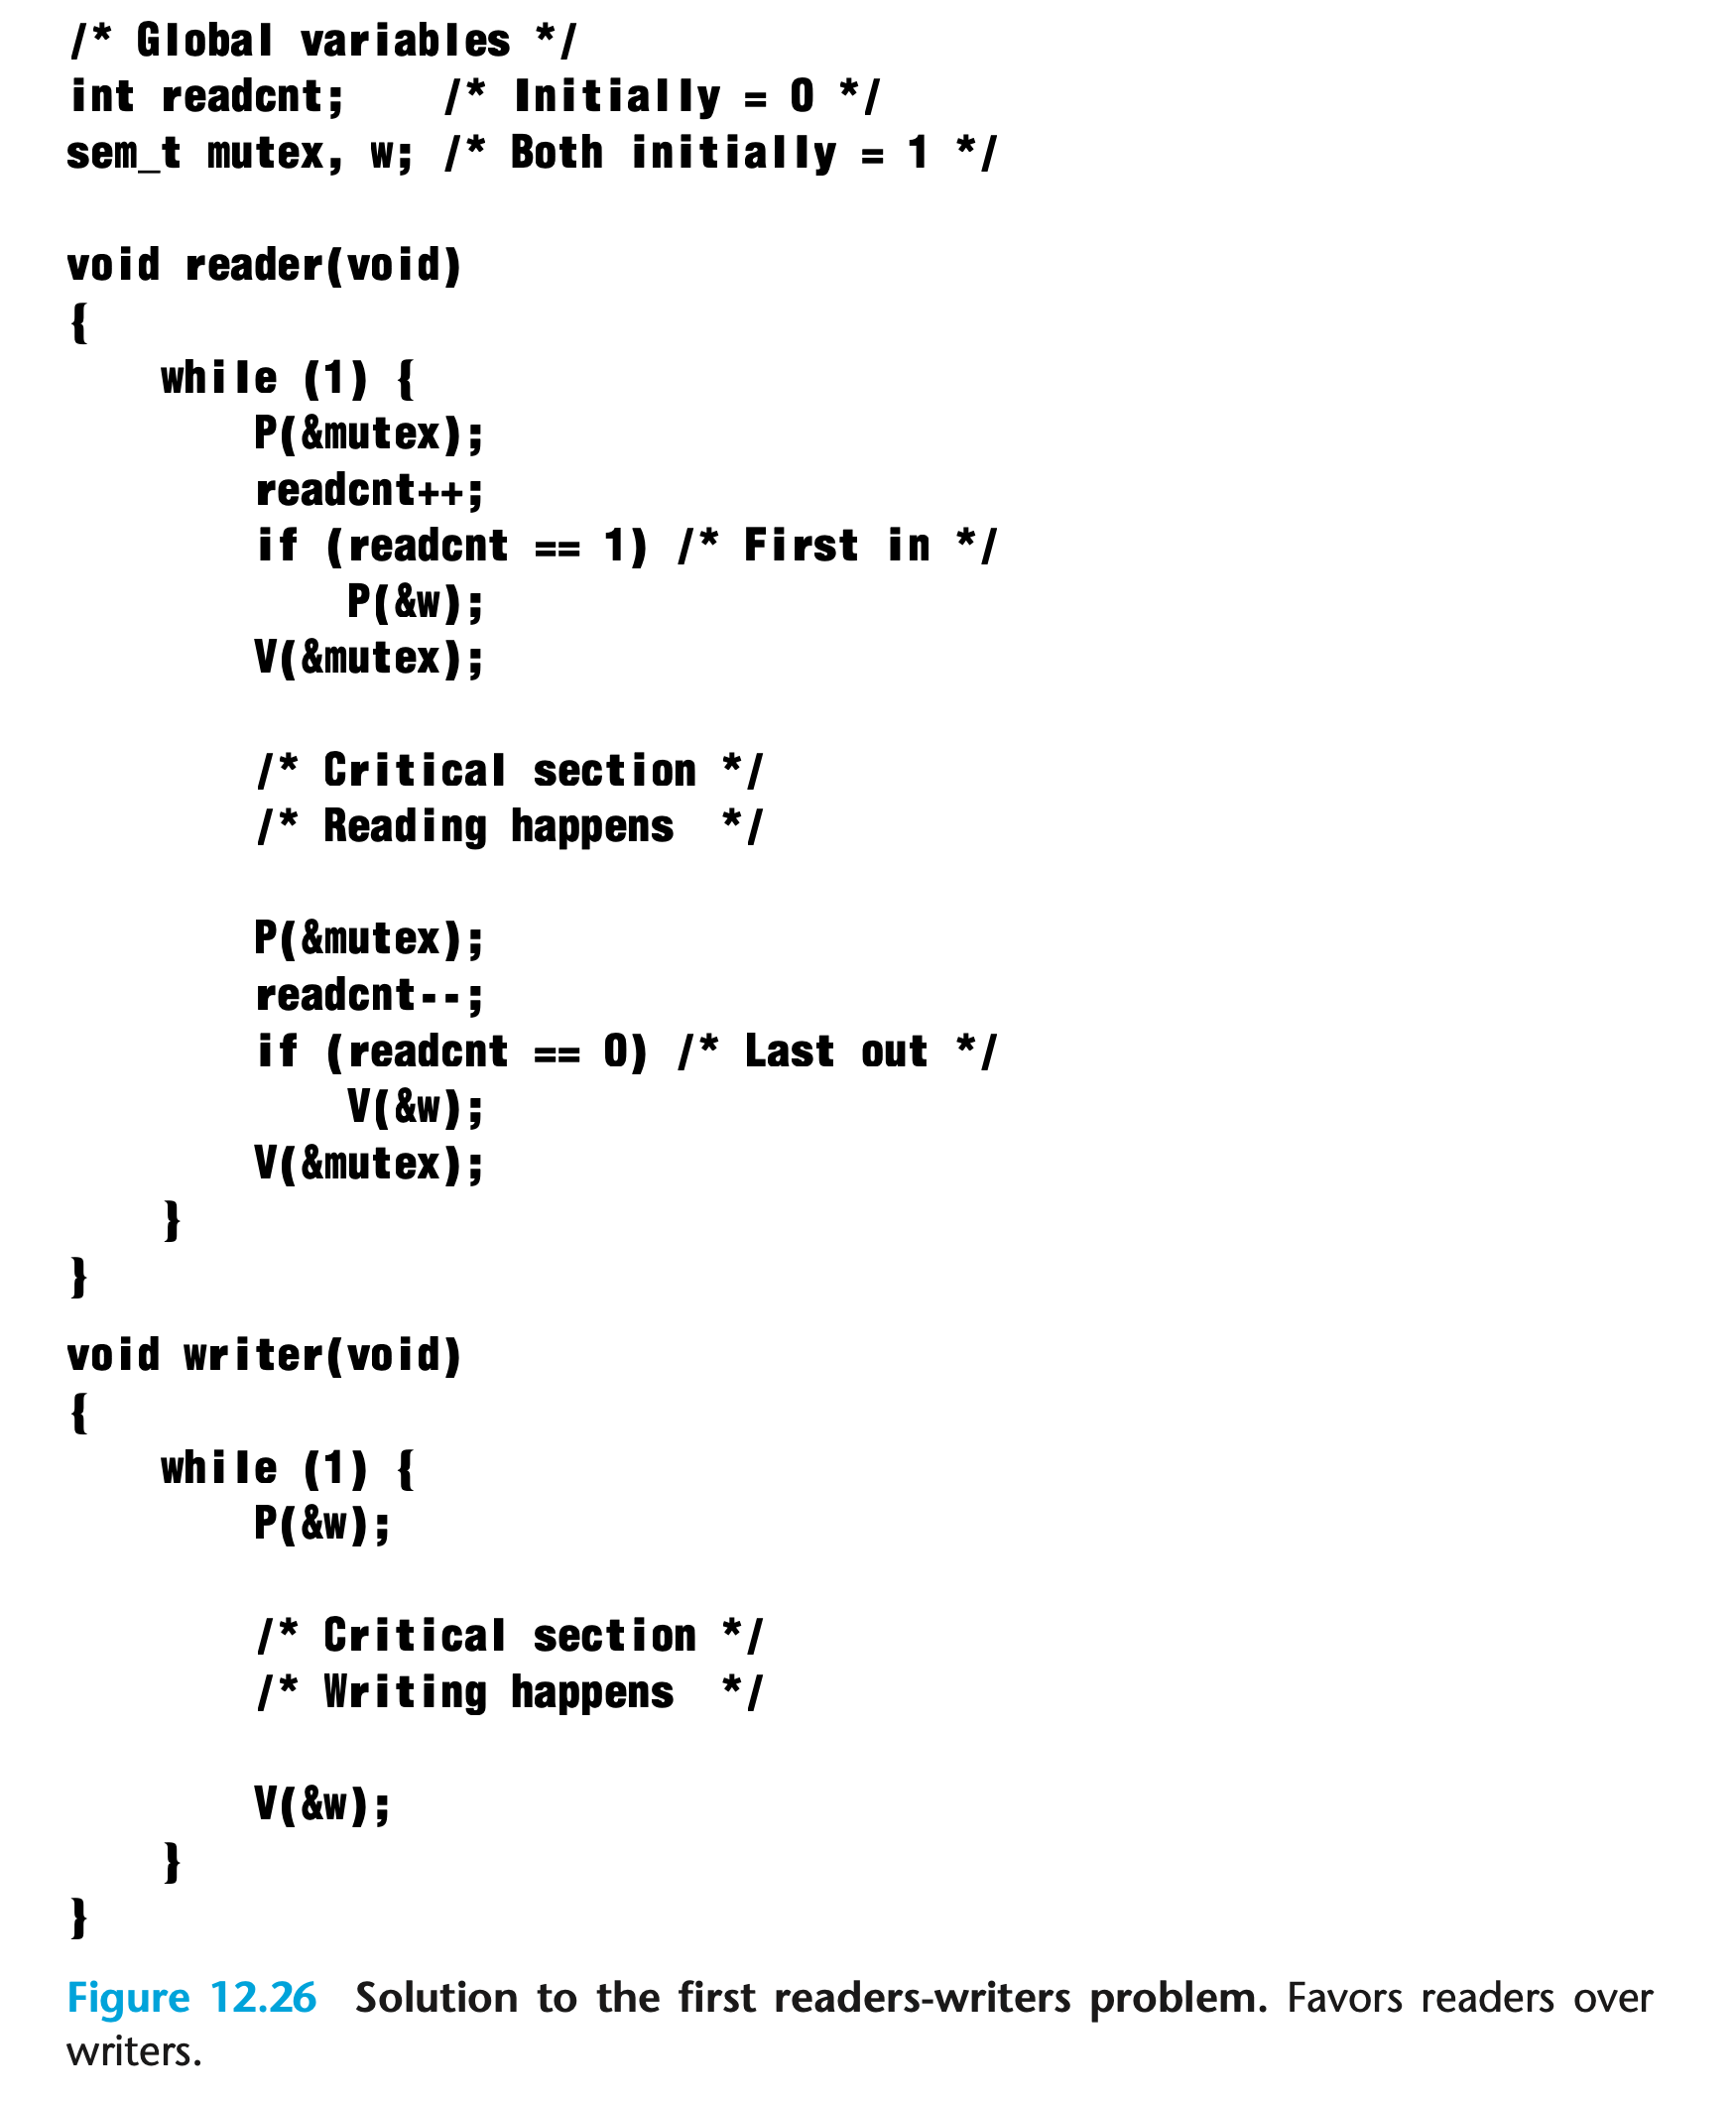 /* Global variables */
int readcnt;    /* Initially = 0 */
sem_t mutex, w; /* Both initially = 1 */

void reader(void)
{
    while (1) {
        P(&mutex);
        readcnt++;
        if (readcnt == 1) /* First in */
            P(&w);
        V(&mutex);

        /* Critical section */
        /* Reading happens  */

        P(&mutex);
        readcnt--;
        if (readcnt == 0) /* Last out */
            V(&w);
        V(&mutex);
    }
}
void writer(void)
{
    while (1) {
        P(&w);

        /* Critical section */
        /* Writing happens  */

        V(&w);
    }
}
Figure 12.26 Solution to the first readers-writers problem. Favors readers over
writers.